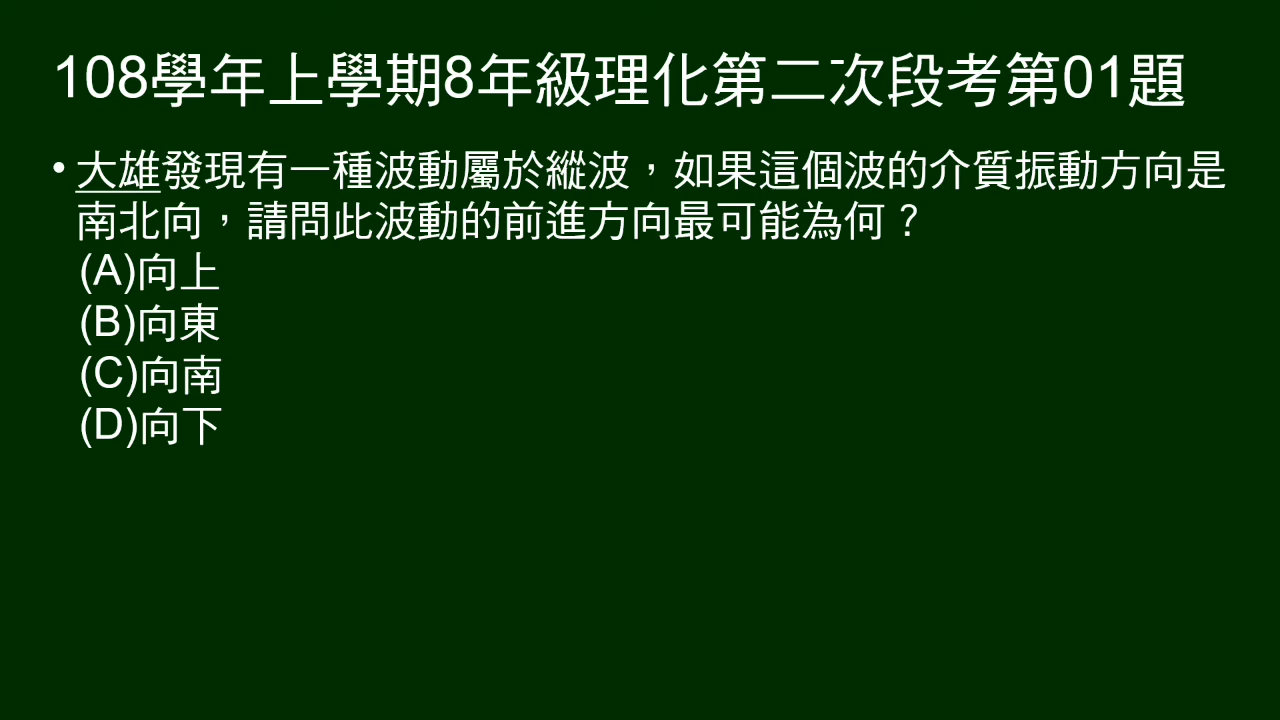 108學年上學期8年級理化第二次段考第01題
• 大雄發現有一種波動屬於縱波，如果這個波的介質振動方向是
南北向，請問此波動的前進方向最可能為何？
(A)向上
(B)向東
(C)向南
(D)向下